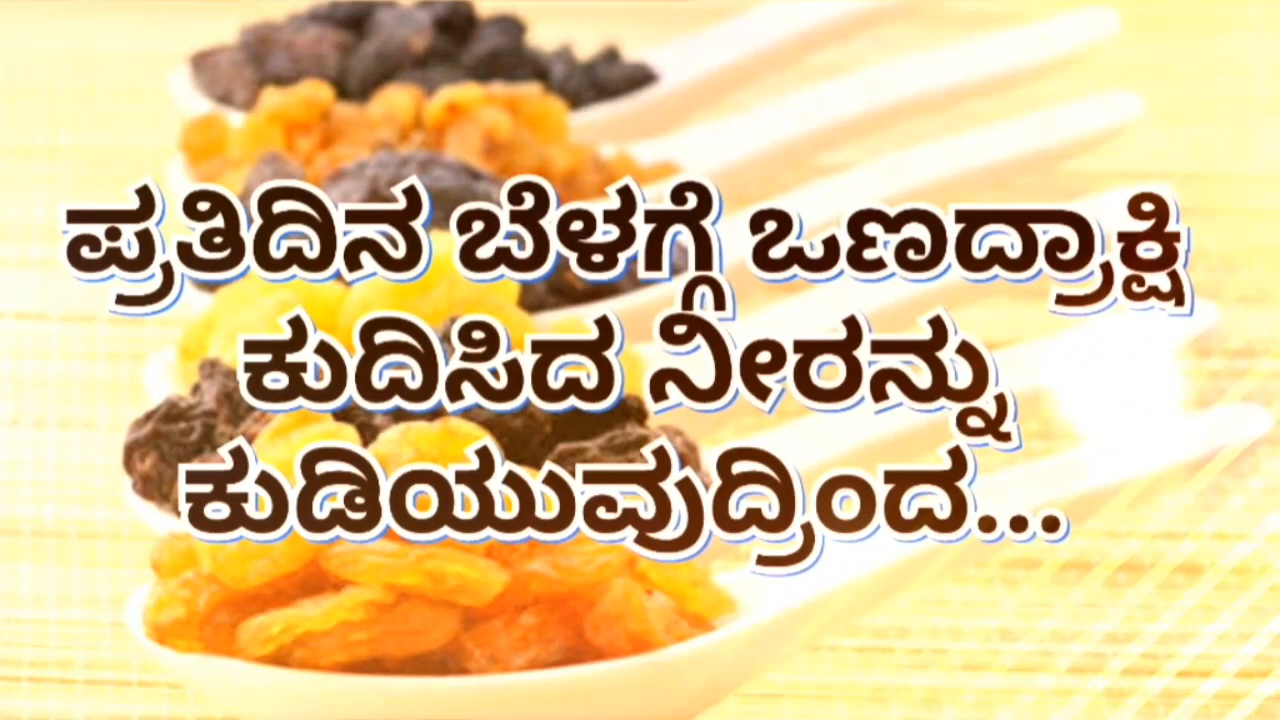 ಪ್ರತಿದಿನ ಬೆಳಗ್ಗೆ ಒಣದ್ರಾಕ್ಷಿ
ಕುದಿಸಿದ ನೀರನ್ನು
ಕುಡಿಯುವುದ್ರಿಂದ...